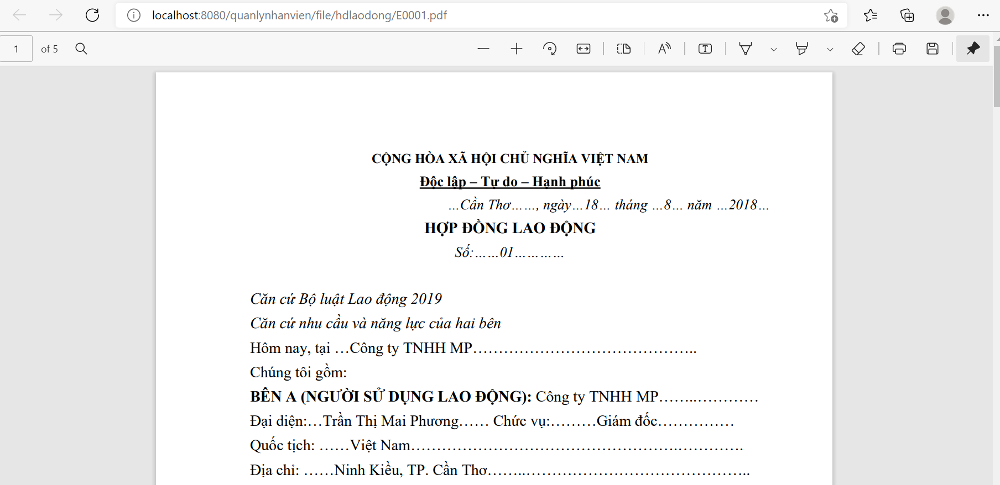 localhost:8080/quanlynhanvien/file/hdlaodong/E0001.pdf
1 of 5
CỘNG HÒA XÃ HỘI CHỦ NGHĨA VIỆT NAM
Độc lập – Tự do – Hạnh phúc
…Cần Thơ……, ngày…18… tháng …8… năm …2018…
HỢP ĐỒNG LAO ĐỘNG
Số:……01…………
Căn cứ Bộ luật Lao động 2019
Căn cứ nhu cầu và năng lực của hai bên
Hôm nay, tại …Công ty TNHH MP……………………………………..
Chúng tôi gồm:
BÊN A (NGƯỜI SỬ DỤNG LAO ĐỘNG): Công ty TNHH MP……..…………
Đại diện:…Trần Thị Mai Phương…… Chức vụ:………Giám đốc……………
Quốc tịch: ……Việt Nam…………………………………………….………….
Địa chỉ: ……Ninh Kiều, TP. Cần Thơ……..……………………………………..